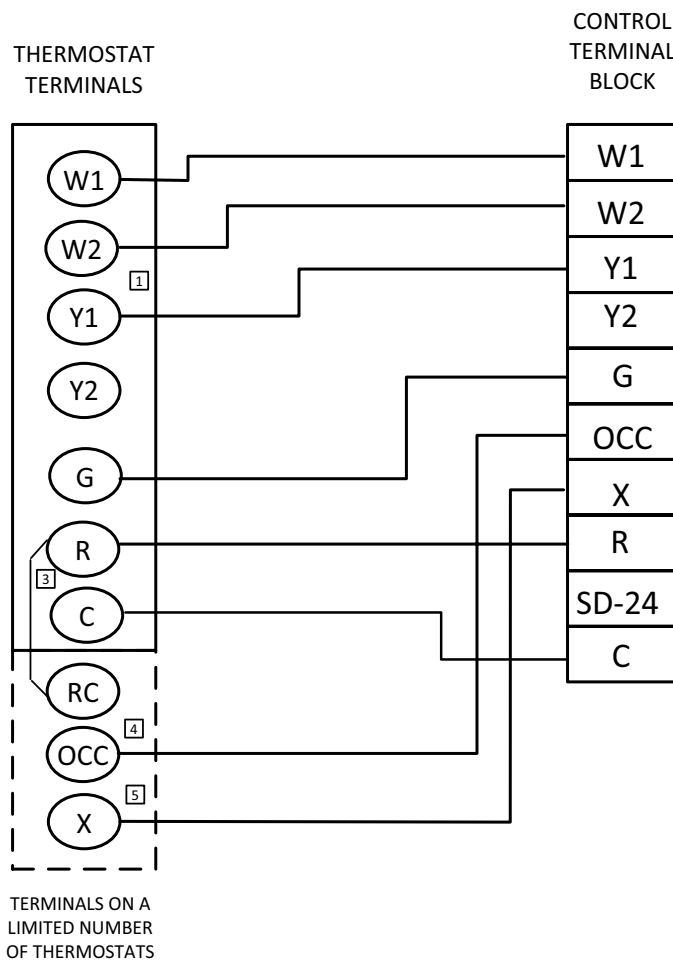 THERMOSTAT
TERMINALS
W1
W2
1
Y1
Y2
G
R
3
C
RC
4
OCC
5
X
TERMINALS ON A
LIMITED NUMBER
OF THERMOSTATS
CONTROL
TERMINAL
BLOCK
W1
W2
Y1
Y2
G
OCC
X
R
SD-24
C